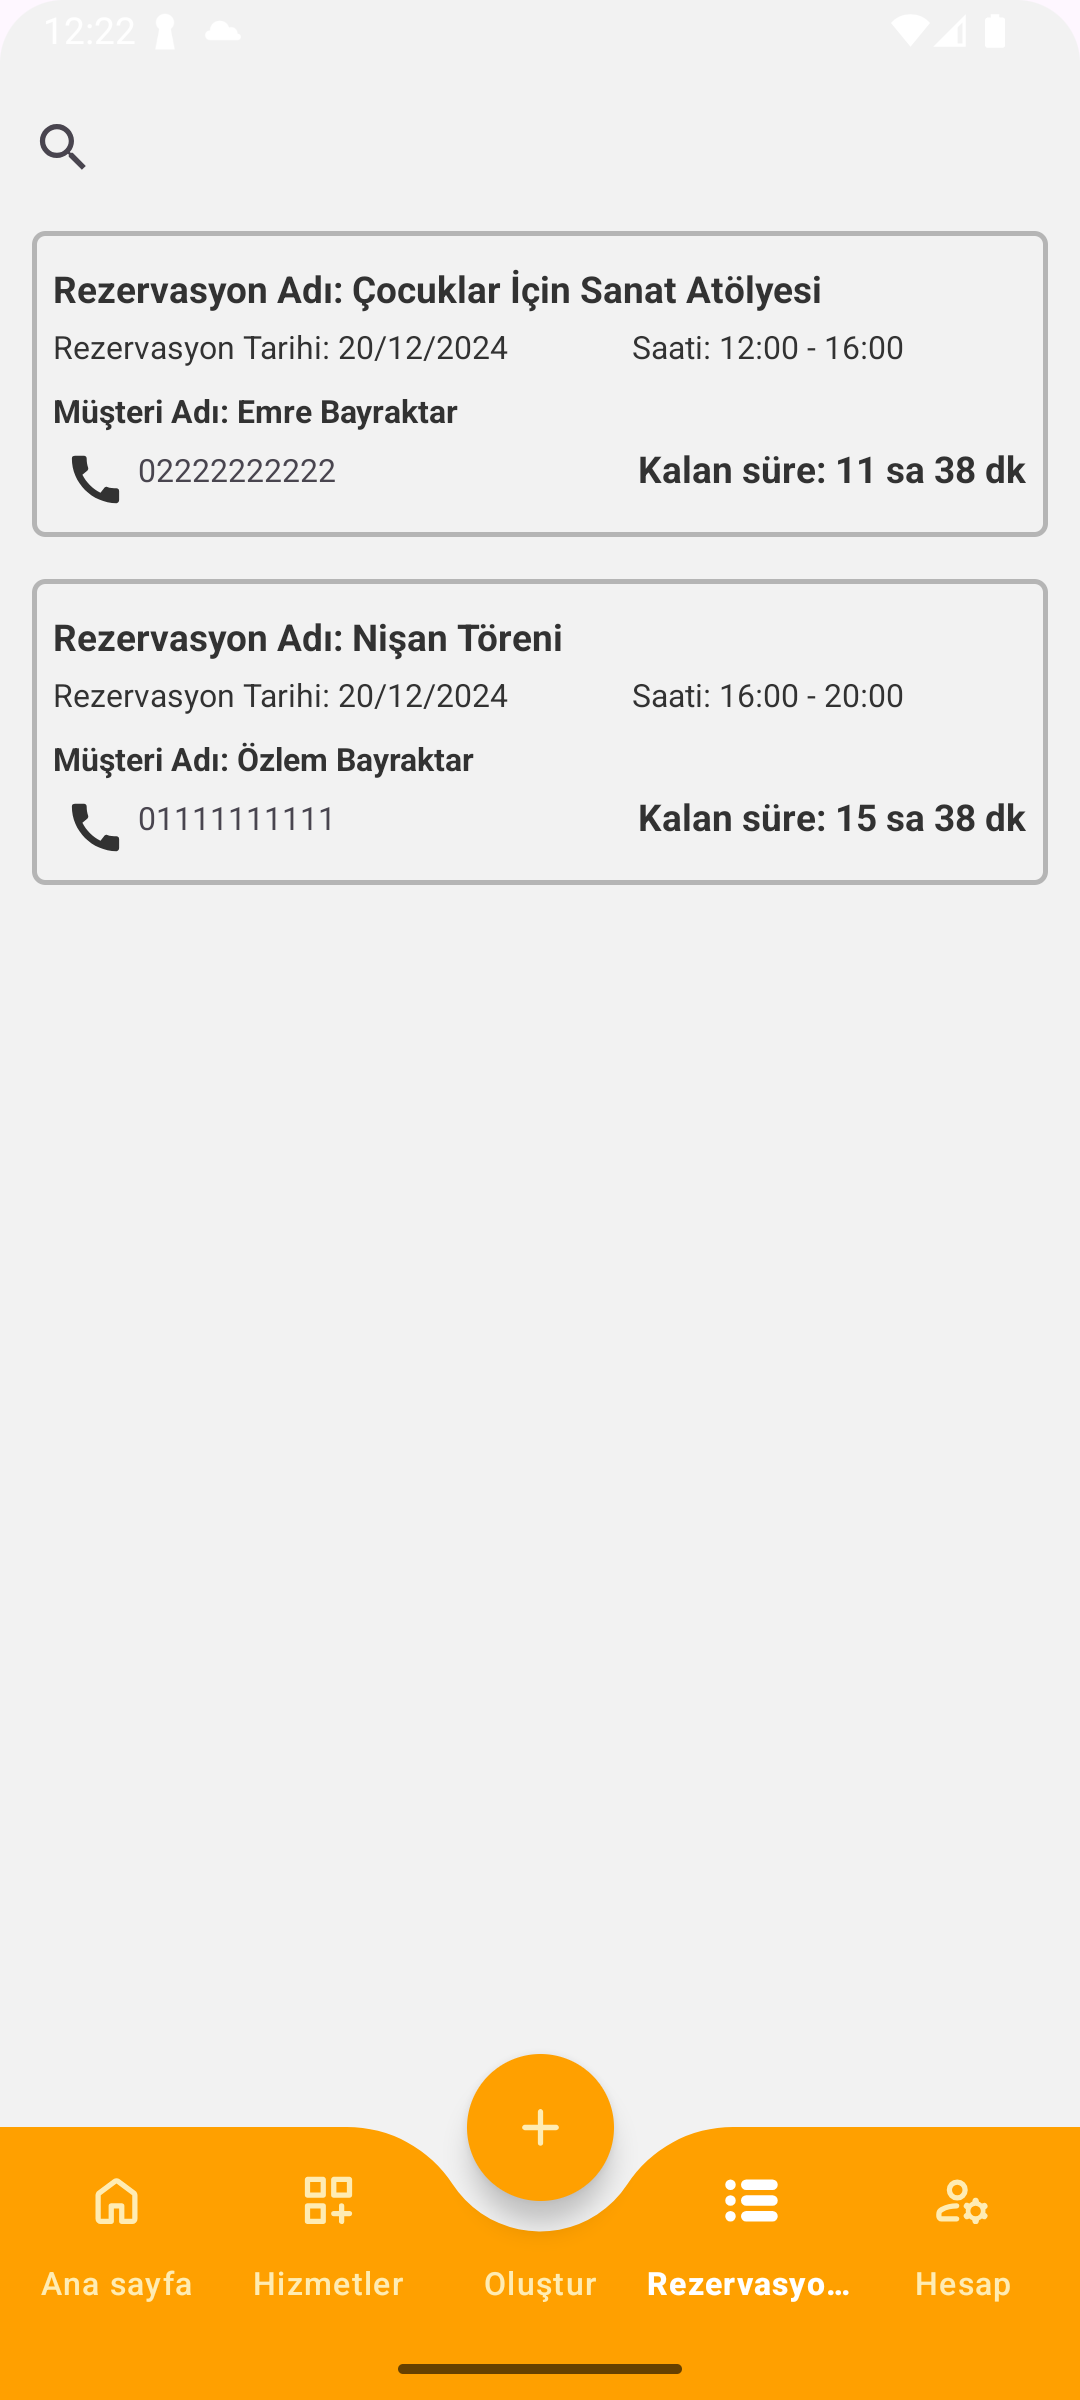 12:22
Rezervasyon Adı: Çocuklar İçin Sanat Atölyesi
Rezervasyon Tarihi: 20/12/2024 Saati: 12:00 - 16:00
Müşteri Adı: Emre Bayraktar
02222222222 Kalan süre: 11 sa 38 dk
Rezervasyon Adı: Nişan Töreni
Rezervasyon Tarihi: 20/12/2024 Saati: 16:00 - 20:00
Müşteri Adı: Özlem Bayraktar
01111111111 Kalan süre: 15 sa 38 dk
Ana sayfa Hizmetler Oluştur Rezervasyo... Hesap